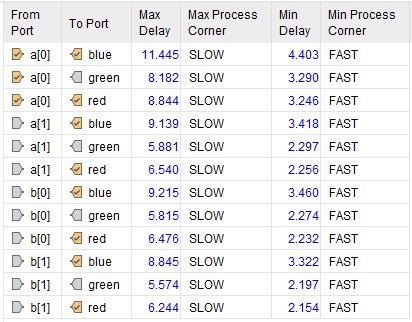 From Port To Port Max Delay Max Process Corner Min Delay Min Process Corner
a[0] blue 11.445 SLOW 4.403 FAST
a[0] green 8.182 SLOW 3.290 FAST
a[0] red 8.844 SLOW 3.246 FAST
a[1] blue 9.139 SLOW 3.418 FAST
a[1] green 5.881 SLOW 2.297 FAST
a[1] red 6.540 SLOW 2.256 FAST
b[0] blue 9.215 SLOW 3.460 FAST
b[0] green 5.815 SLOW 2.274 FAST
b[0] red 6.476 SLOW 2.232 FAST
b[1] blue 8.845 SLOW 3.322 FAST
b[1] green 5.574 SLOW 2.197 FAST
b[1] red 6.244 SLOW 2.154 FAST